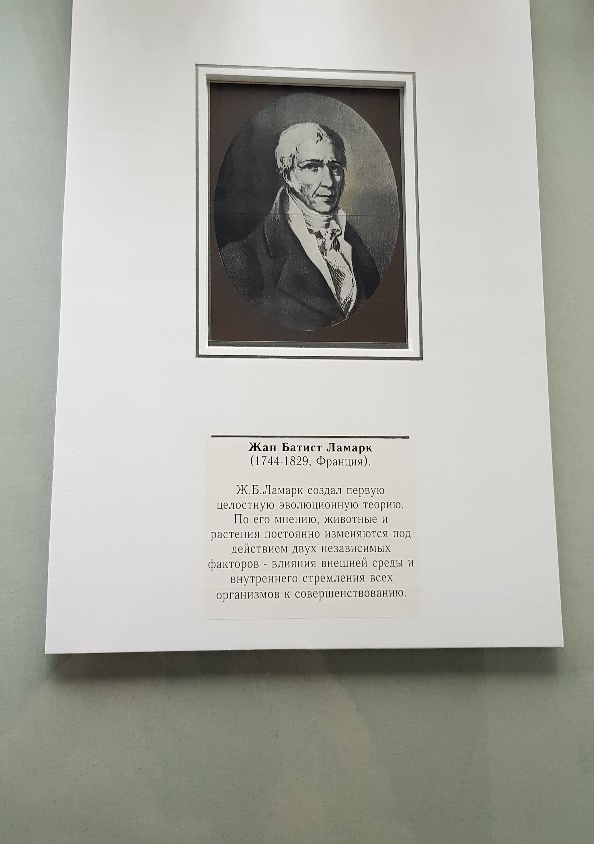 Жан Батист Ламарк
(1744-1829, Франция).
Ж.Б.Ламарк создал первую
целостную эволюционную теорию.
По его мнению, животные и
растения постоянно изменяются под
действием двух независимых
факторов - влияния внешней среды и
внутреннего стремления всех
организмов к совершенствованию.